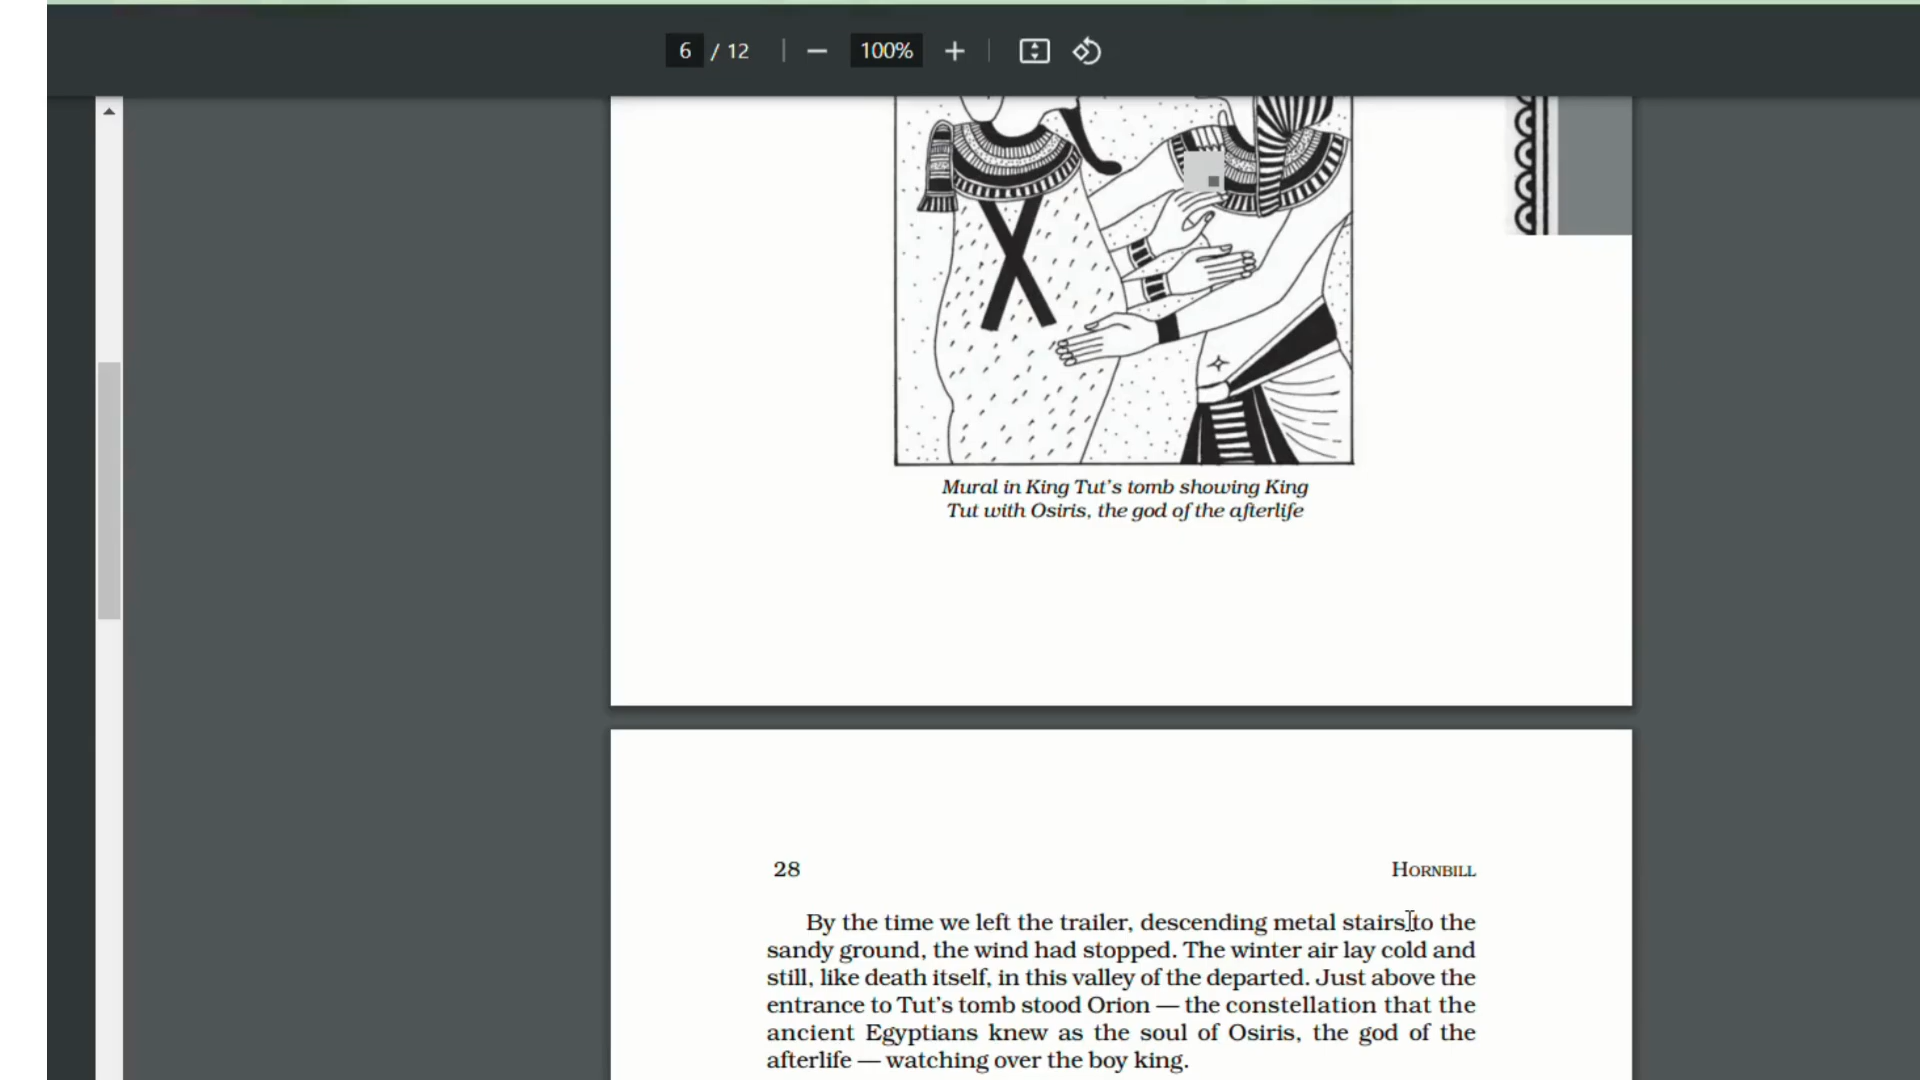 6 / 12 100%
Mural in King Tut's tomb showing King
Tut with Osiris, the god of the afterlife
28 HORNBILL
By the time we left the trailer, descending metal stairs to the
sandy ground, the wind had stopped. The winter air lay cold and
still, like death itself, in this valley of the departed. Just above the
entrance to Tut's tomb stood Orion — the constellation that the
ancient Egyptians knew as the soul of Osiris, the god of the
afterlife — watching over the boy king.